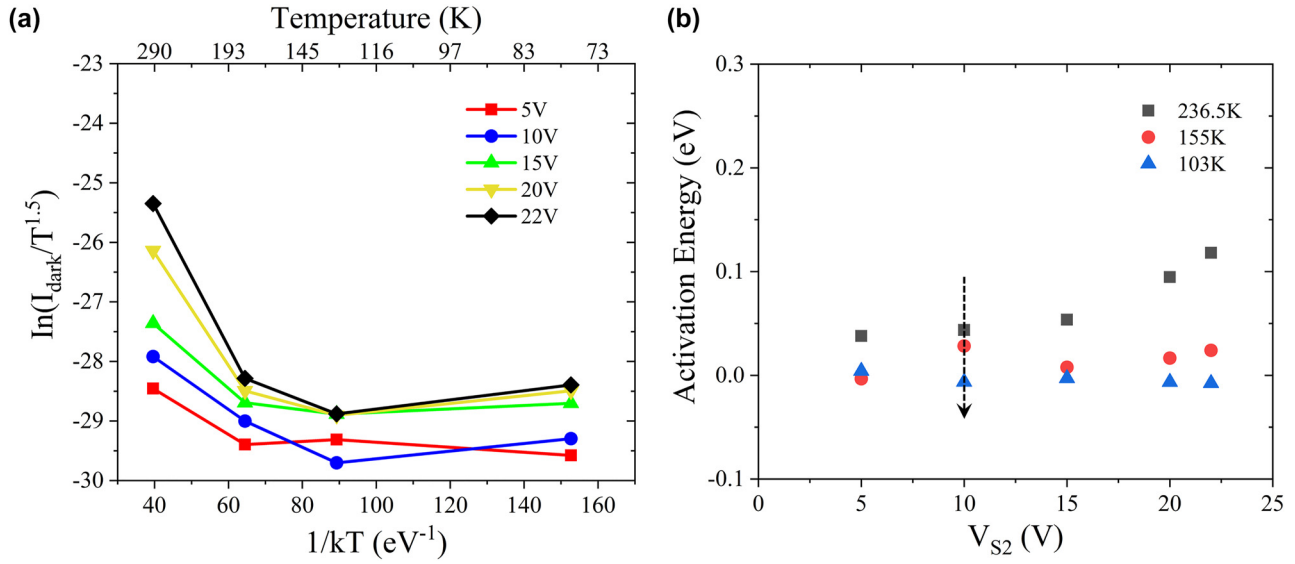 (a)
Temperature (K)
290 193 145 116 97 83 73
-23
-24
-25
-26
-27
-28
-29
-30
ln(I_dark/T^1.5)
5V
10V
15V
20V
22V
40 60 80 100 120 140 160
1/kT (eV^-1)
(b)
0.3
0.2
0.1
0.0
-0.1
Activation Energy (eV)
236.5K
155K
103K
0 5 10 15 20 25
V_S2 (V)